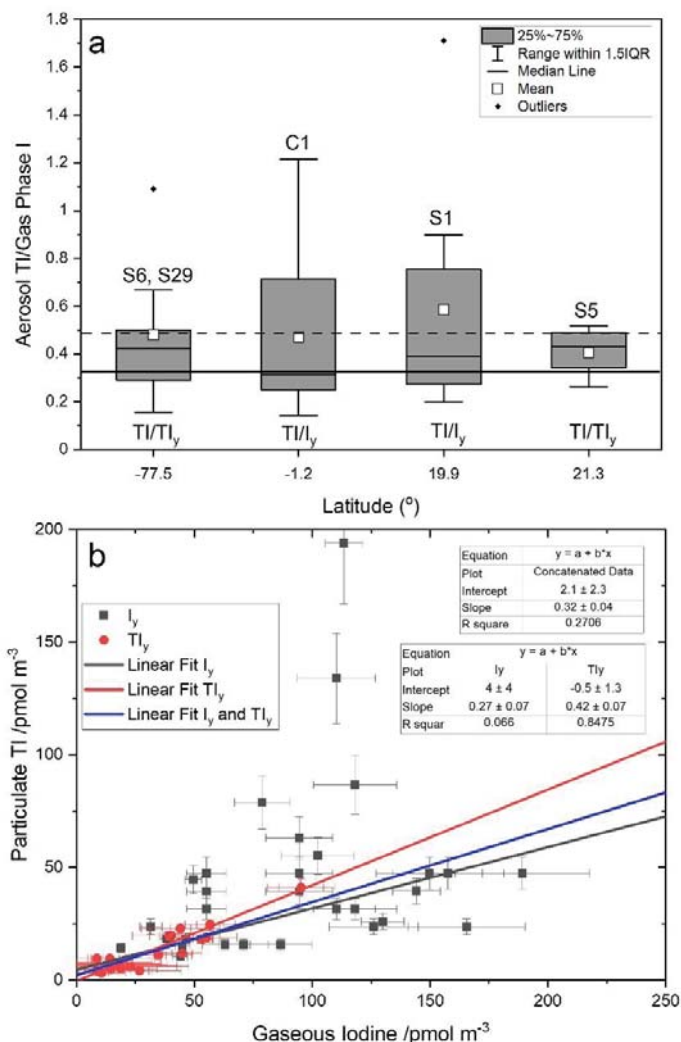 a
25%~75%
Range within 1.5IQR
Median Line
Mean
Outliers
1.8
1.6
1.4
1.2
1
0.8
0.6
0.4
0.2
0
Aerosol TI/Gas Phase I
S6, S29
C1
S1
S5
TI/TIy
TI/Iy
TI/Iy
TI/TIy
-77.5
-1.2
19.9
21.3
Latitude (°)
b
200
150
100
50
0
Particulate TI /pmol m-3
Iy
TIy
Linear Fit Iy
Linear Fit TIy
Linear Fit Iy and TIy
Equation y = a + b*x
Plot Concatenated Data
Intercept 2.1 ± 2.3
Slope 0.32 ± 0.04
R square 0.2706
Equation y = a + b*x
Plot Iy TIy
Intercept 4 ± 4 -0.5 ± 1.3
Slope 0.27 ± 0.07 0.42 ± 0.07
R squar 0.066 0.8475
0
50
100
150
200
250
Gaseous Iodine /pmol m-3